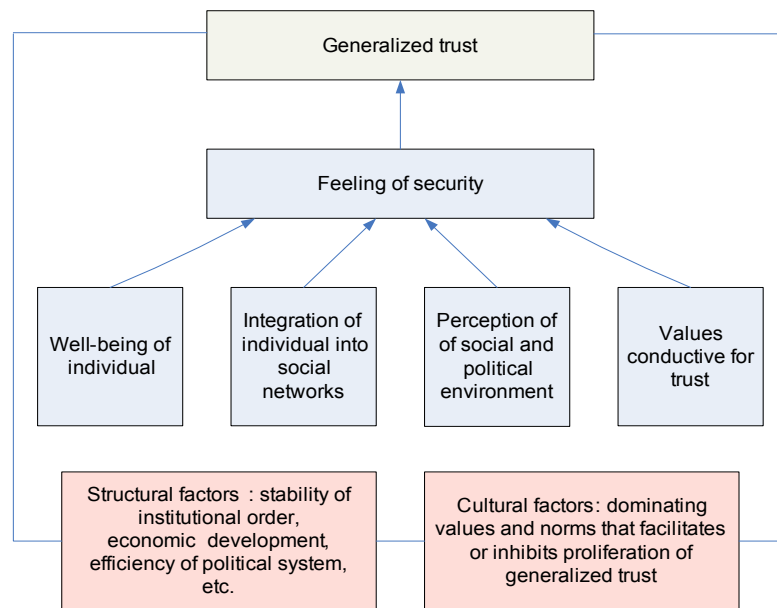 Generalized trust
Feeling of security
Well-being of
individual
Integration of
individual into
social
networks
Perception of
of social and
political
environment
Values
conductive for
trust
Structural factors : stability of
institutional order,
economic development,
efficiency of political system,
etc.
Cultural factors: dominating
values and norms that facilitates
or inhibits proliferation of
generalized trust